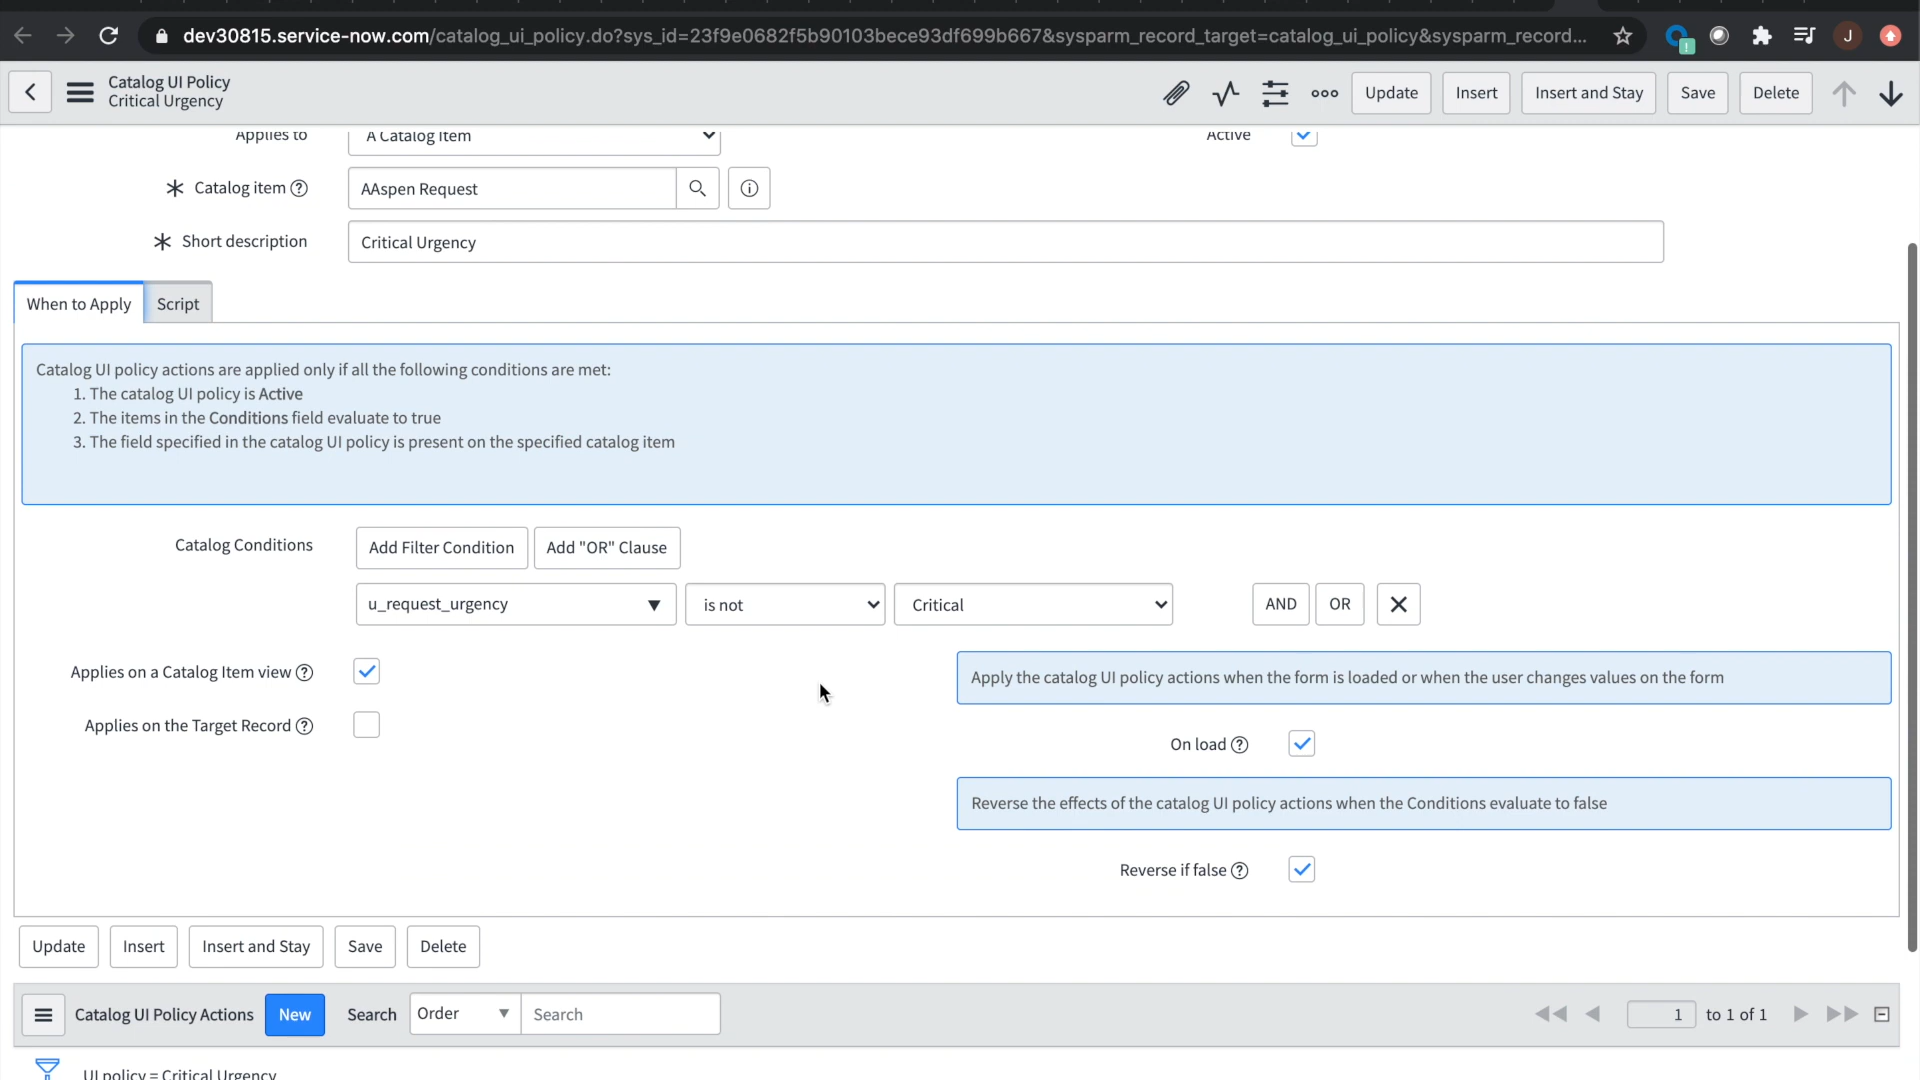 dev30815.service-now.com/catalog_ui_policy.do?sys_id=23f9e0682f5b90103bece93df699b667&sysparm_record_target=catalog_ui_policy&sysparm_record...
J
Catalog UI Policy
Critical Urgency
Update
Insert
Insert and Stay
Save
Delete
Applies to
A Catalog Item
Active
Catalog item
AAspen Request
Short description
Critical Urgency
When to Apply
Script
Catalog UI policy actions are applied only if all the following conditions are met:
1. The catalog UI policy is Active
2. The items in the Conditions field evaluate to true
3. The field specified in the catalog UI policy is present on the specified catalog item
Catalog Conditions
Add Filter Condition
Add "OR" Clause
u_request_urgency
is not
Critical
AND
OR
Applies on a Catalog Item view
Apply the catalog UI policy actions when the form is loaded or when the user changes values on the form
Applies on the Target Record
On load
Reverse the effects of the catalog UI policy actions when the Conditions evaluate to false
Reverse if false
Update
Insert
Insert and Stay
Save
Delete
Catalog UI Policy Actions
New
Search
Order
Search
1
to 1 of 1
UI policy = Critical Urgency